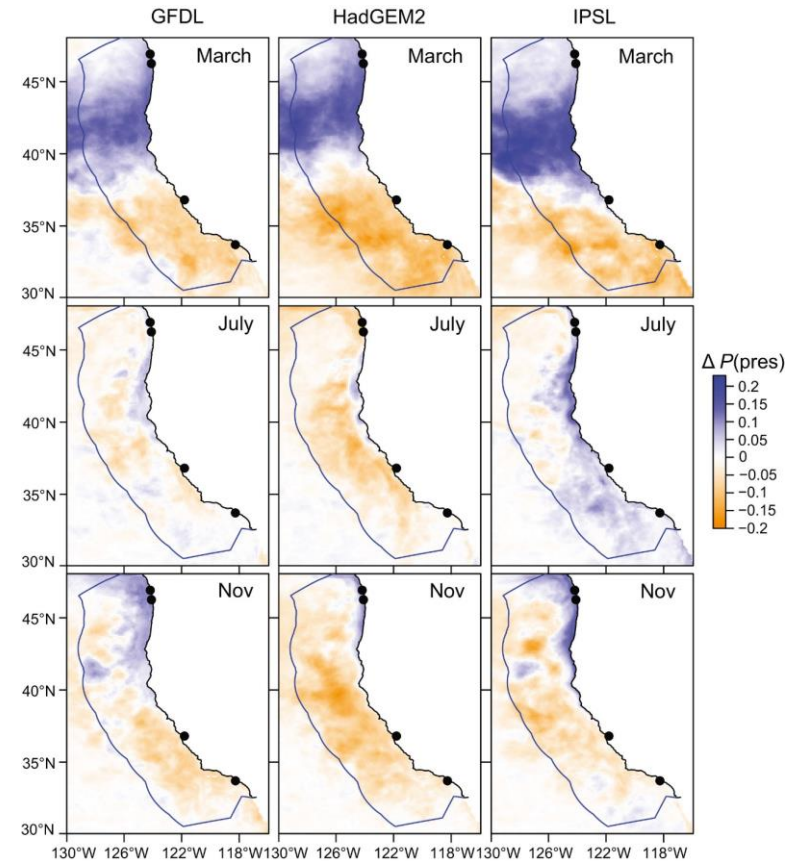 GFDL HadGEM2 IPSL
March March March
45°N
40°N
35°N
30°N
July July July
45°N
40°N
35°N
30°N
Δ P(pres)
0.2
0.15
0.1
0.05
0
−0.05
−0.1
−0.15
−0.2
Nov Nov Nov
45°N
40°N
35°N
30°N
130°W 126°W 122°W 118°W 130°W 126°W 122°W 118°W 130°W 126°W 122°W 118°W